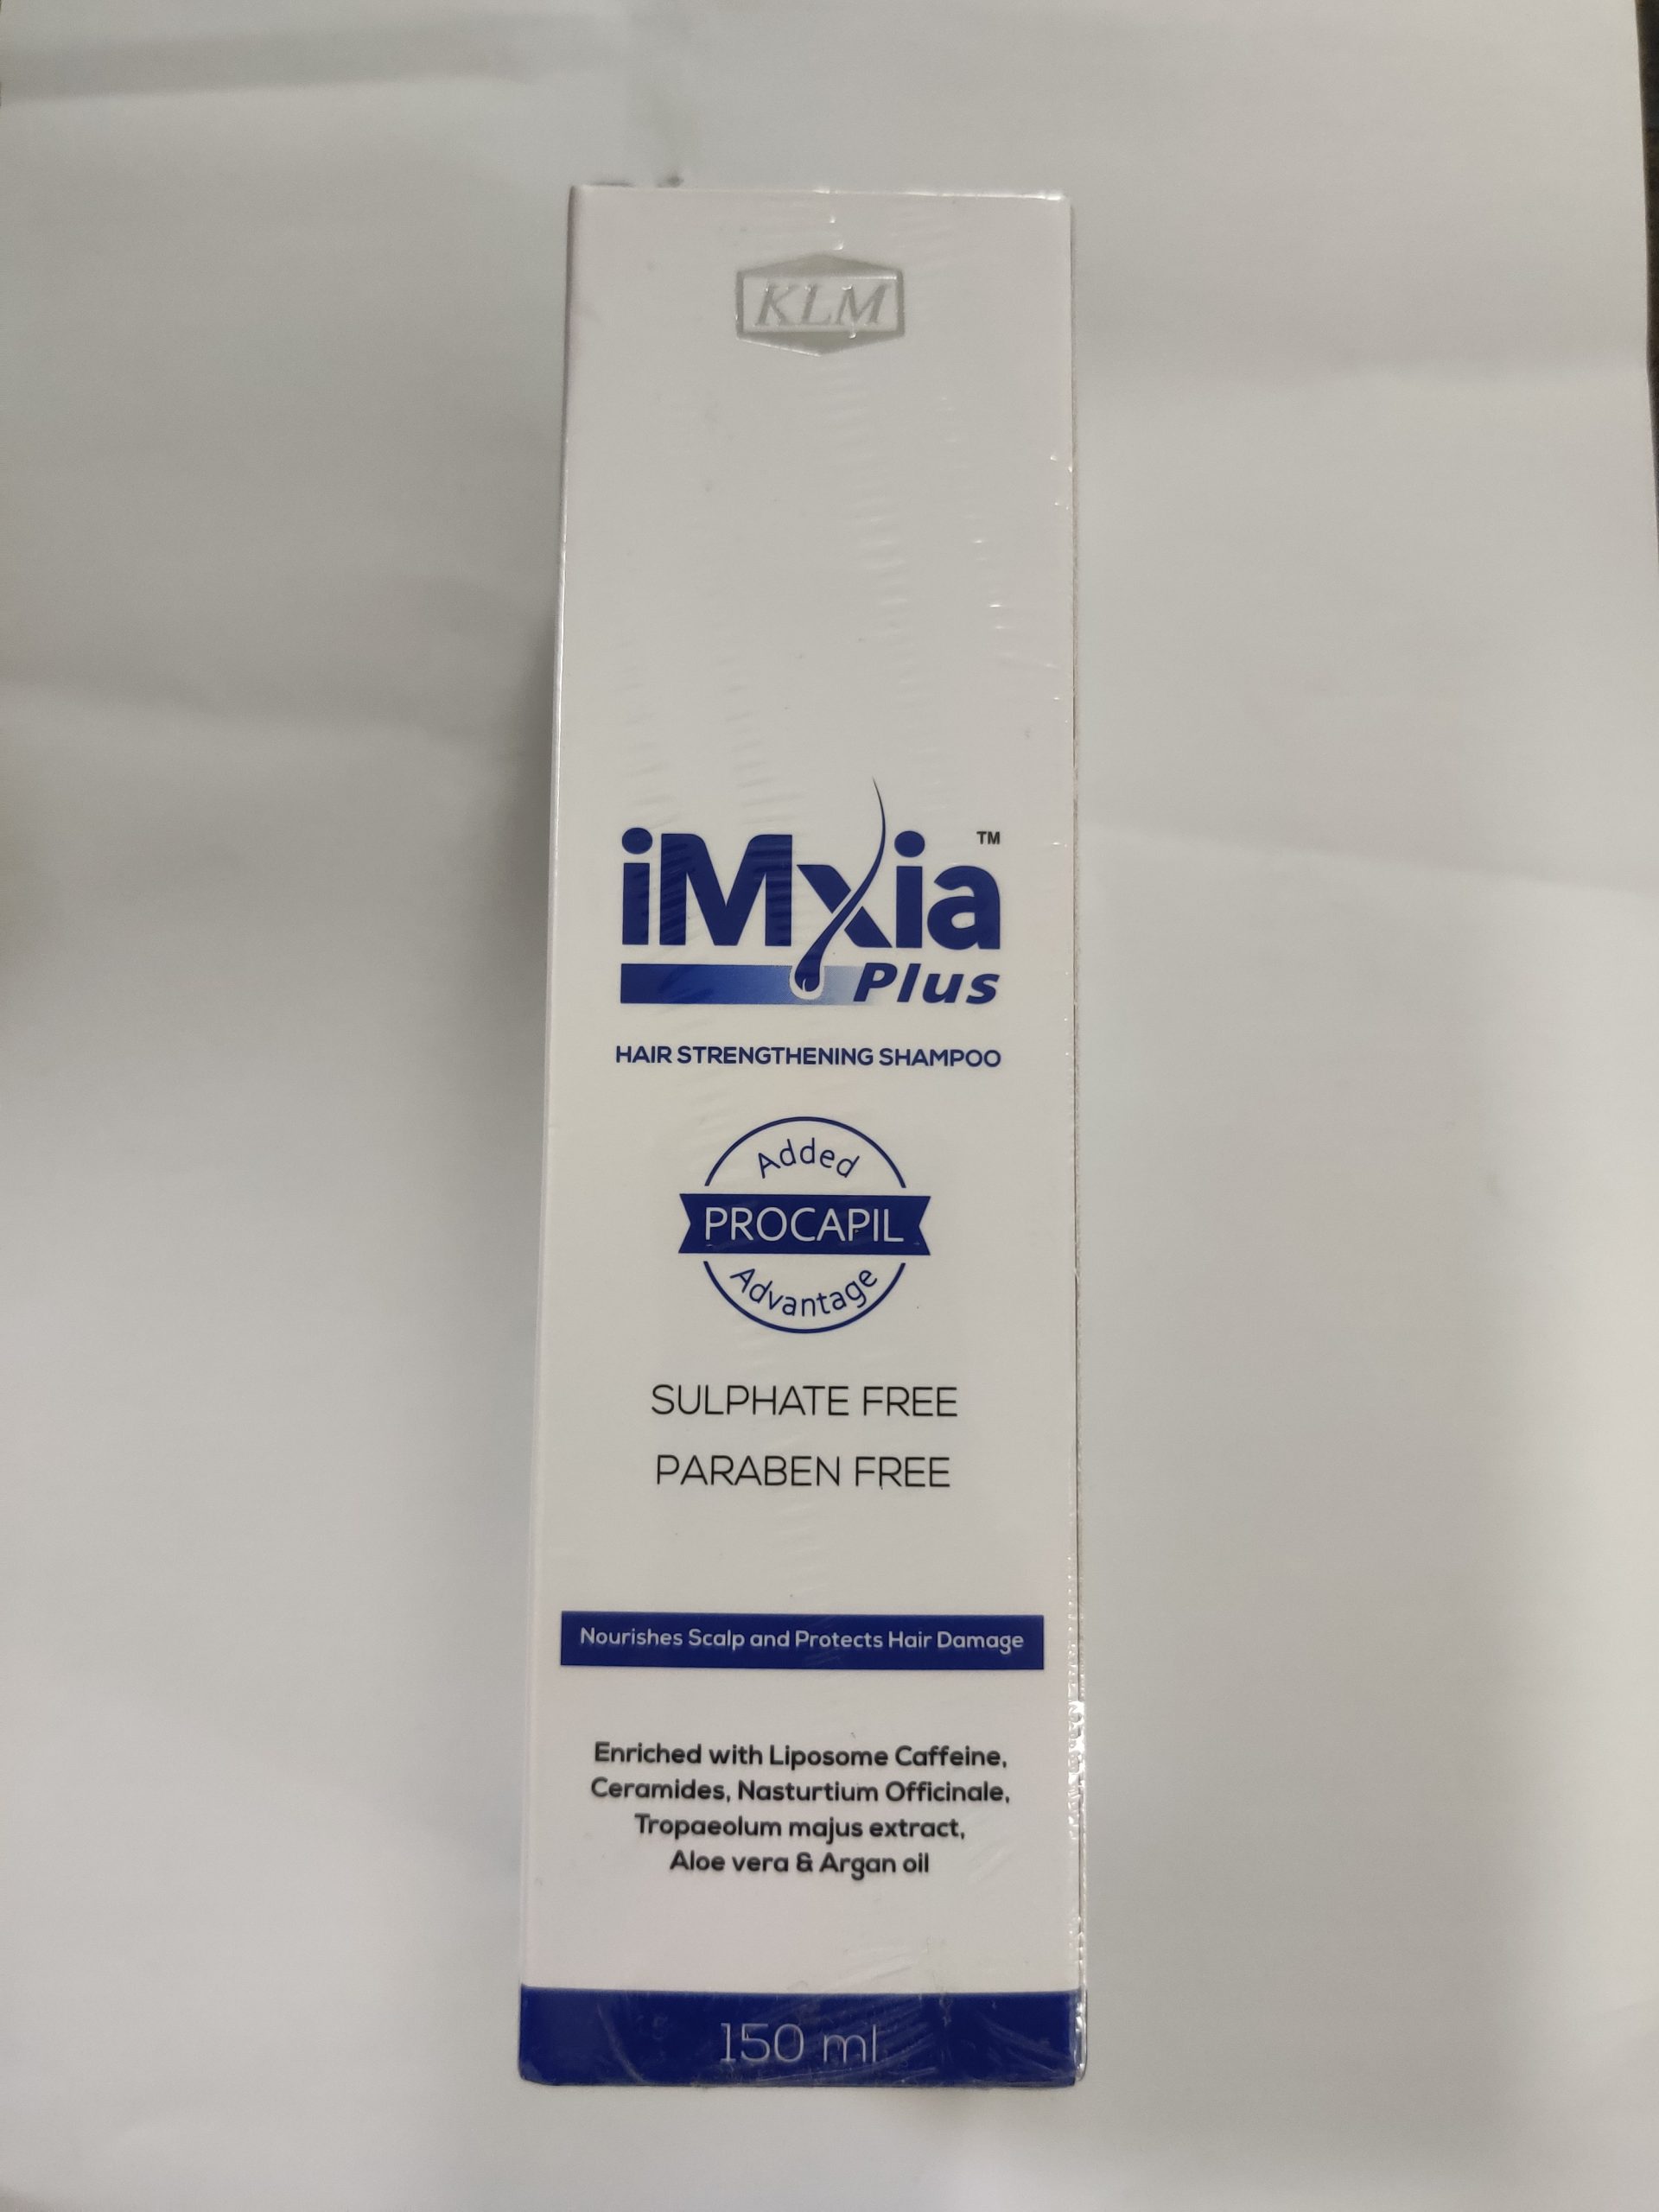 KLM
iMxia™
Plus
HAIR STRENGTHENING SHAMPOO
Added
PROCAPIL
Advantage
SULPHATE FREE
PARABEN FREE
Nourishes Scalp and Protects Hair Damage
Enriched with Liposome Caffeine,
Ceramides, Nasturtium Officinale,
Tropaeolum majus extract,
Aloe vera & Argan oil
150 ml